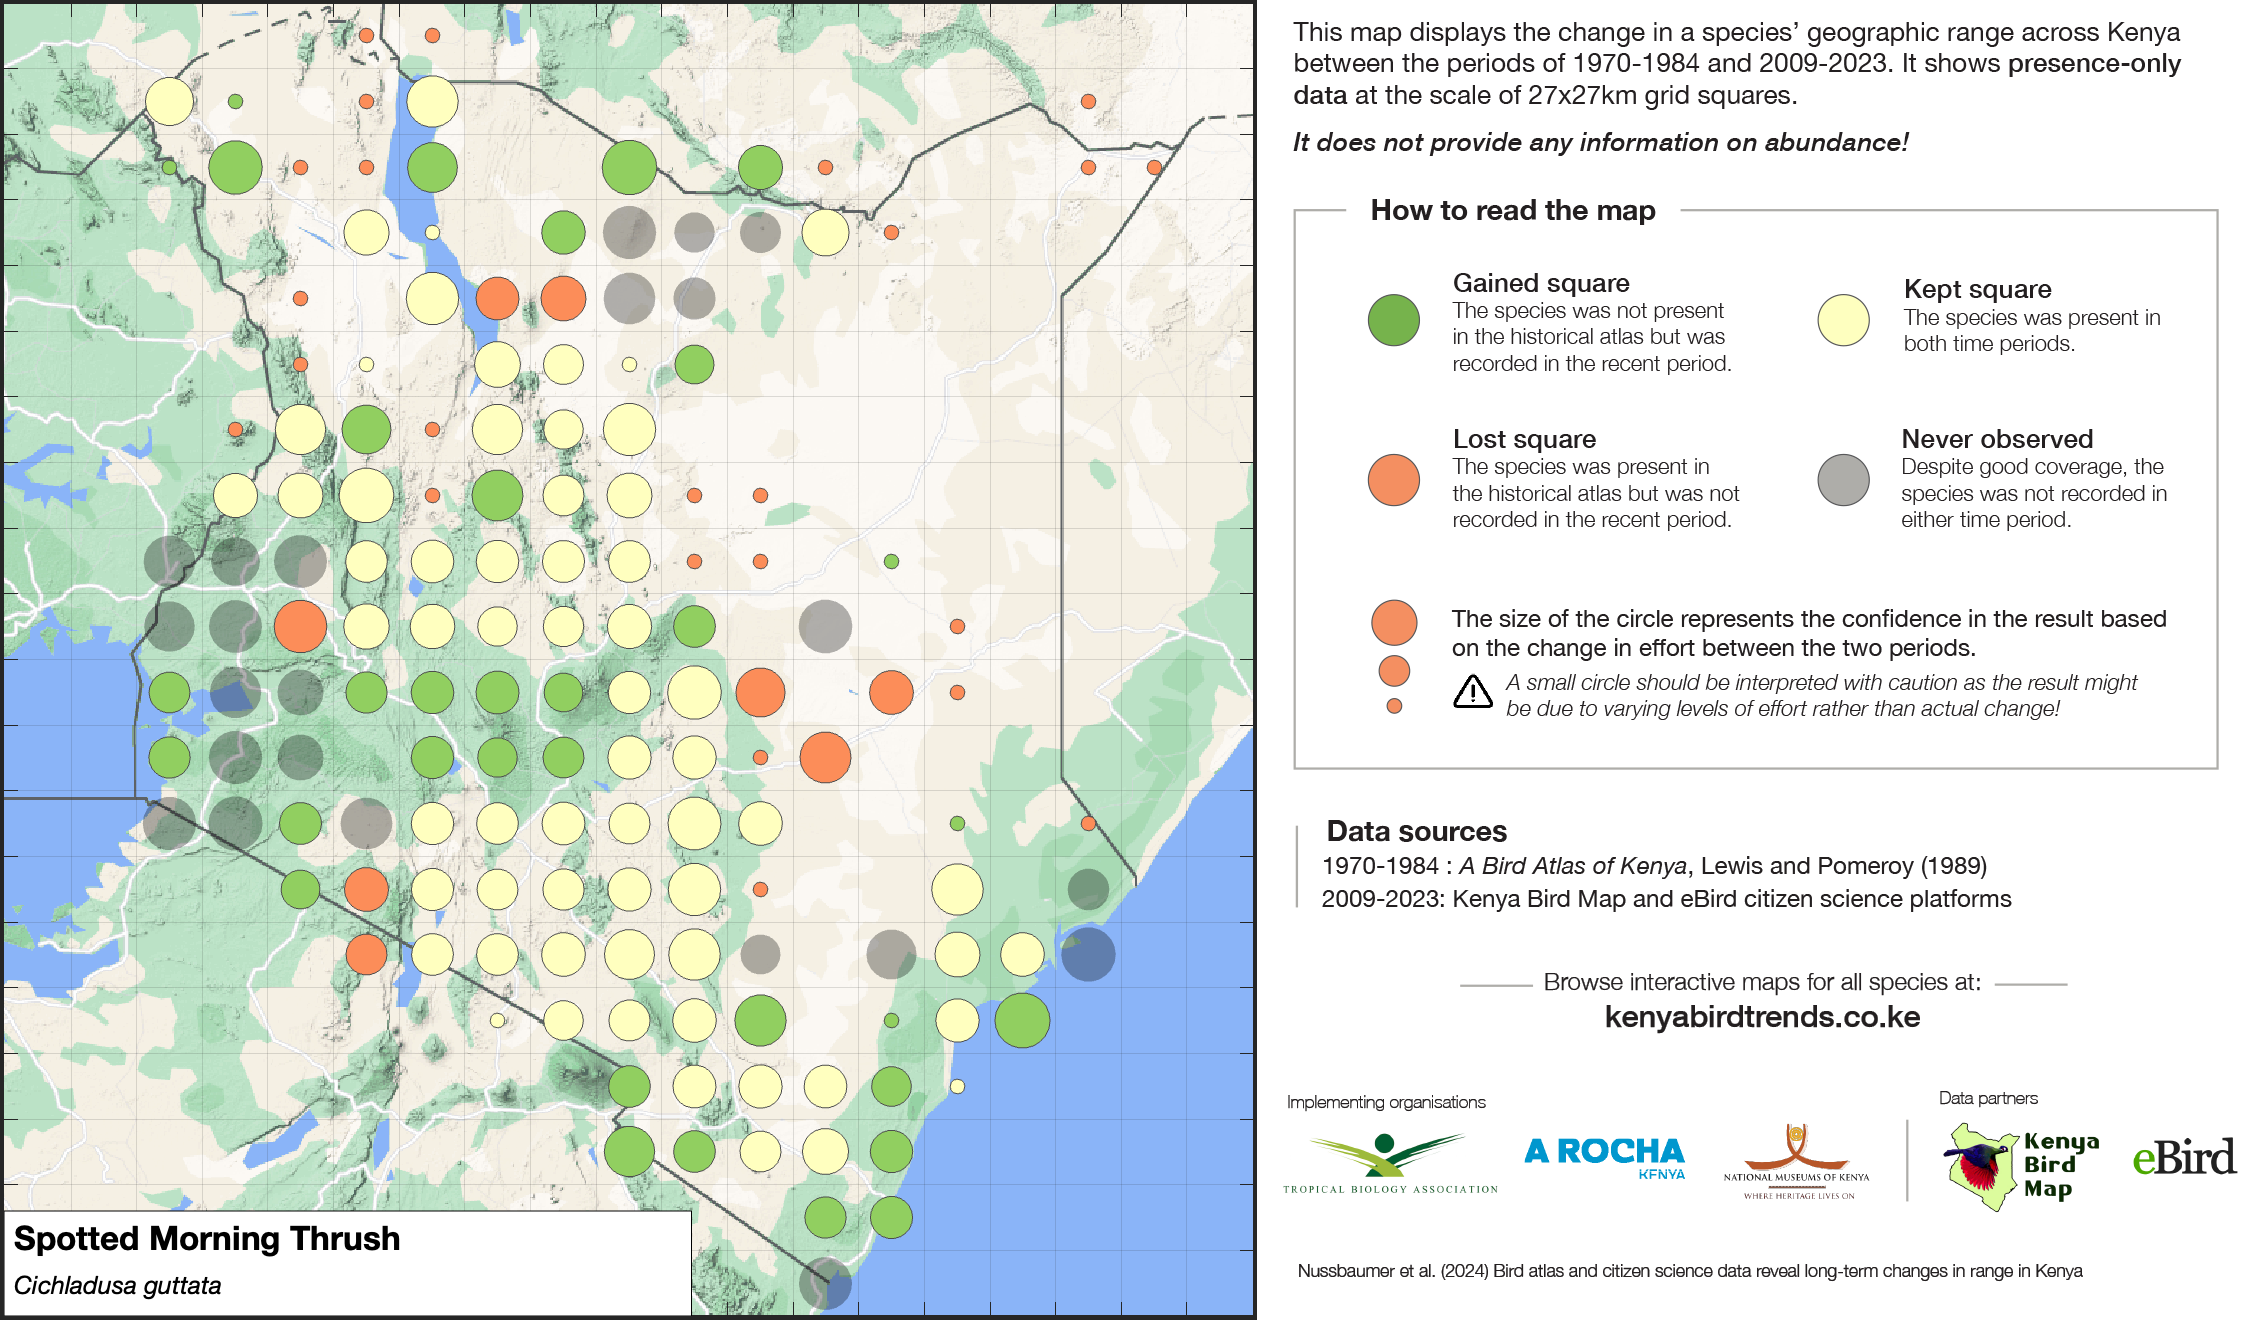 This map displays the change in a species’ geographic range across Kenya
between the periods of 1970-1984 and 2009-2023. It shows presence-only
data at the scale of 27x27km grid squares.
It does not provide any information on abundance!
How to read the map
Gained square
The species was not present
in the historical atlas but was
recorded in the recent period.
Kept square
The species was present in
both time periods.
Lost square
The species was present in
the historical atlas but was not
recorded in the recent period.
Never observed
Despite good coverage, the
species was not recorded in
either time period.
The size of the circle represents the confidence in the result based
on the change in effort between the two periods.
A small circle should be interpreted with caution as the result might
be due to varying levels of effort rather than actual change!
Data sources
1970-1984 : A Bird Atlas of Kenya, Lewis and Pomeroy (1989)
2009-2023: Kenya Bird Map and eBird citizen science platforms
Browse interactive maps for all species at:
kenyabirdtrends.co.ke
Implementing organisations
Data partners
TROPICAL BIOLOGY ASSOCIATION
A ROCHA
KENYA
NATIONAL MUSEUMS OF KENYA
WHERE HERITAGE LIVES ON
Kenya
Bird
Map
eBird
Nussbaumer et al. (2024) Bird atlas and citizen science data reveal long-term changes in range in Kenya
Spotted Morning Thrush
Cichladusa guttata